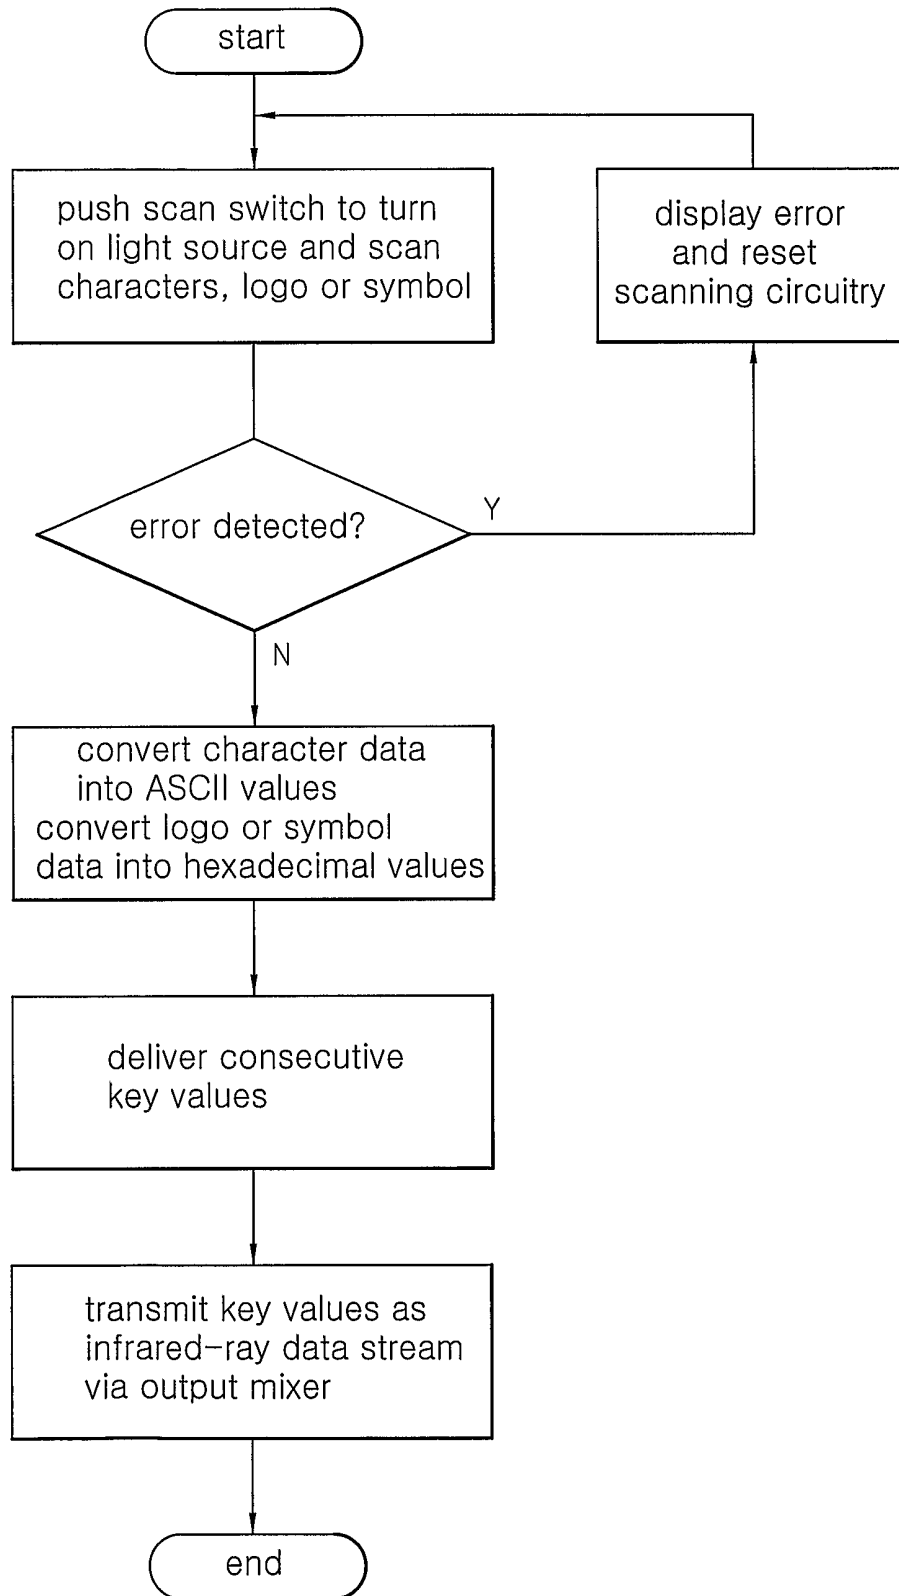 start
push scan switch to turn
on light source and scan
characters, logo or symbol
display error
and reset
scanning circuitry
error detected?
Y
N
convert character data
into ASCII values
convert logo or symbol
data into hexadecimal values
deliver consecutive
key values
transmit key values as
infrared-ray data stream
via output mixer
end